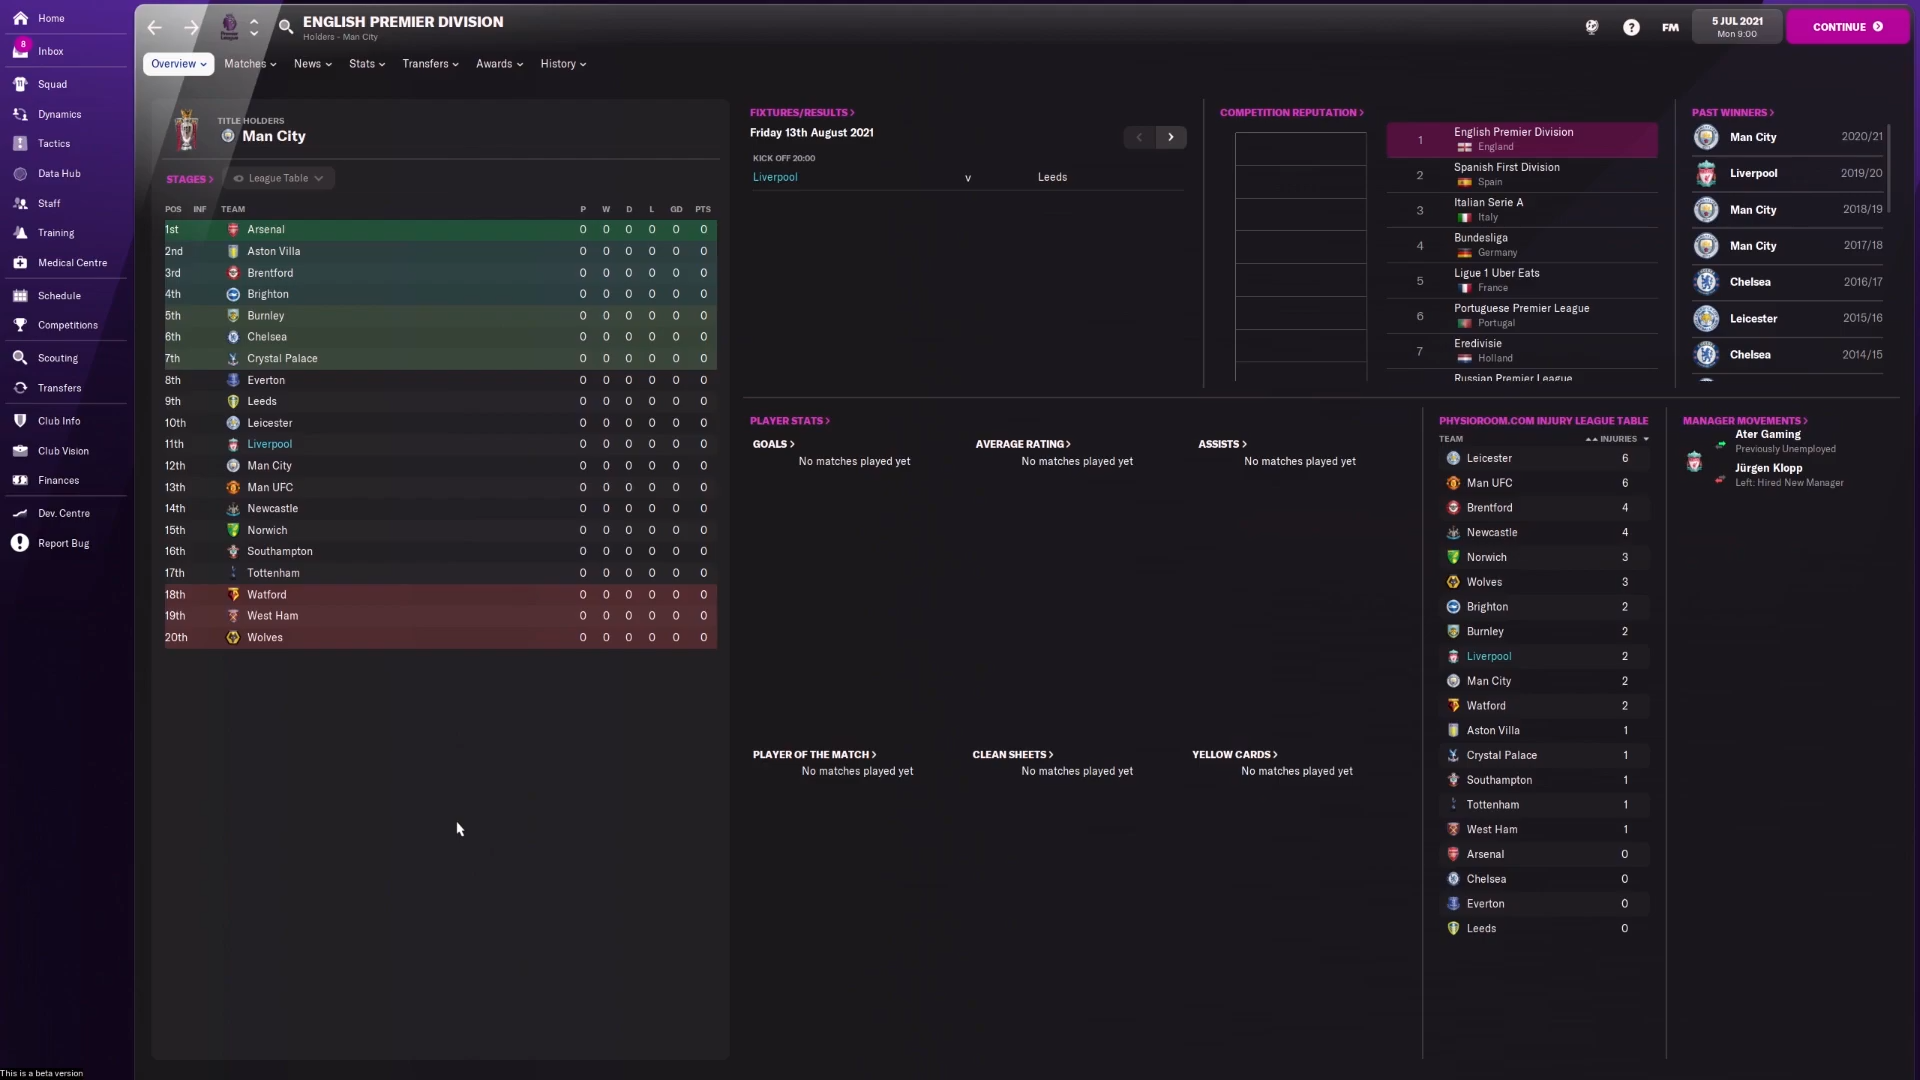 Home
8
Inbox
Squad
Dynamics
Tactics
Data Hub
Staff
Training
Medical Centre
Schedule
Competitions
Scouting
Transfers
Club Info
Club Vision
Finances
Dev. Centre
Report Bug
This is a beta version
ENGLISH PREMIER DIVISION
Holders - Man City
? FM
5 JUL 2021
Mon 9:00
CONTINUE
Overview Matches News Stats Transfers Awards History
TITLE HOLDERS
Man City
STAGES > League Table
POS INF TEAM P W D L GD PTS
1st Arsenal 0 0 0 0 0 0
2nd Aston Villa 0 0 0 0 0 0
3rd Brentford 0 0 0 0 0 0
4th Brighton 0 0 0 0 0 0
5th Burnley 0 0 0 0 0 0
6th Chelsea 0 0 0 0 0 0
7th Crystal Palace 0 0 0 0 0 0
8th Everton 0 0 0 0 0 0
9th Leeds 0 0 0 0 0 0
10th Leicester 0 0 0 0 0 0
11th Liverpool 0 0 0 0 0 0
12th Man City 0 0 0 0 0 0
13th Man UFC 0 0 0 0 0 0
14th Newcastle 0 0 0 0 0 0
15th Norwich 0 0 0 0 0 0
16th Southampton 0 0 0 0 0 0
17th Tottenham 0 0 0 0 0 0
18th Watford 0 0 0 0 0 0
19th West Ham 0 0 0 0 0 0
20th Wolves 0 0 0 0 0 0
FIXTURES/RESULTS >
Friday 13th August 2021
KICK OFF 20:00
Liverpool v Leeds
COMPETITION REPUTATION >
1 English Premier Division
England
2 Spanish First Division
Spain
3 Italian Serie A
Italy
4 Bundesliga
Germany
5 Ligue 1 Uber Eats
France
6 Portuguese Premier League
Portugal
7 Eredivisie
Holland
Russian Premier League
PAST WINNERS >
Man City 2020/21
Liverpool 2019/20
Man City 2018/19
Man City 2017/18
Chelsea 2016/17
Leicester 2015/16
Chelsea 2014/15
PLAYER STATS >
GOALS > AVERAGE RATING > ASSISTS >
No matches played yet No matches played yet No matches played yet
PLAYER OF THE MATCH > CLEAN SHEETS > YELLOW CARDS >
No matches played yet No matches played yet No matches played yet
PHYSIOROOM.COM INJURY LEAGUE TABLE
TEAM INJURIES
Leicester 6
Man UFC 6
Brentford 4
Newcastle 4
Norwich 3
Wolves 3
Brighton 2
Burnley 2
Liverpool 2
Man City 2
Watford 2
Aston Villa 1
Crystal Palace 1
Southampton 1
Tottenham 1
West Ham 1
Arsenal 0
Chelsea 0
Everton 0
Leeds 0
MANAGER MOVEMENTS >
Ater Gaming
Previously Unemployed
Jürgen Klopp
Left: Hired New Manager